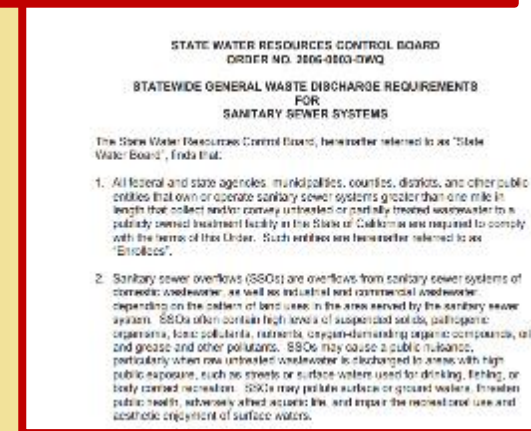 STATE WATER RESOURCES CONTROL BOARD
ORDER NO. 2006-0003-DWQ
STATEWIDE GENERAL WASTE DISCHARGE REQUIREMENTS
FOR
SANITARY SEWER SYSTEMS
The State Water Resources Control Board, hereinafter referred to as "State
Water Board", finds that:
1. All federal and state agencies, municipalities, counties, districts, and other public
entities that own or operate sanitary sewer systems greater than one mile in
length that collect and/or convey untreated or partially treated wastewater to a
publicly owned treatment facility in the State of California are required to comply
with the terms of this Order. Such entities are hereinafter referred to as
"Enrollees".
2. Sanitary sewer overflows (SSOs) are overflows from sanitary sewer systems of
domestic wastewater, as well as industrial and commercial wastewater,
depending on the pattern of land uses in the area served by the sanitary sewer
system. SSOs often contain high levels of suspended solids, pathogenic
organisms, toxic pollutants, nutrients, oxygen-demanding organic compounds, oil
and grease and other pollutants. SSOs may cause a public nuisance,
particularly when raw untreated wastewater is discharged to areas with high
public exposure, such as streets or surface waters used for drinking, fishing, or
body contact recreation. SSOs may pollute surface or ground waters, threaten
public health, adversely affect aquatic life, and impair the recreational use and
aesthetic enjoyment of surface waters.